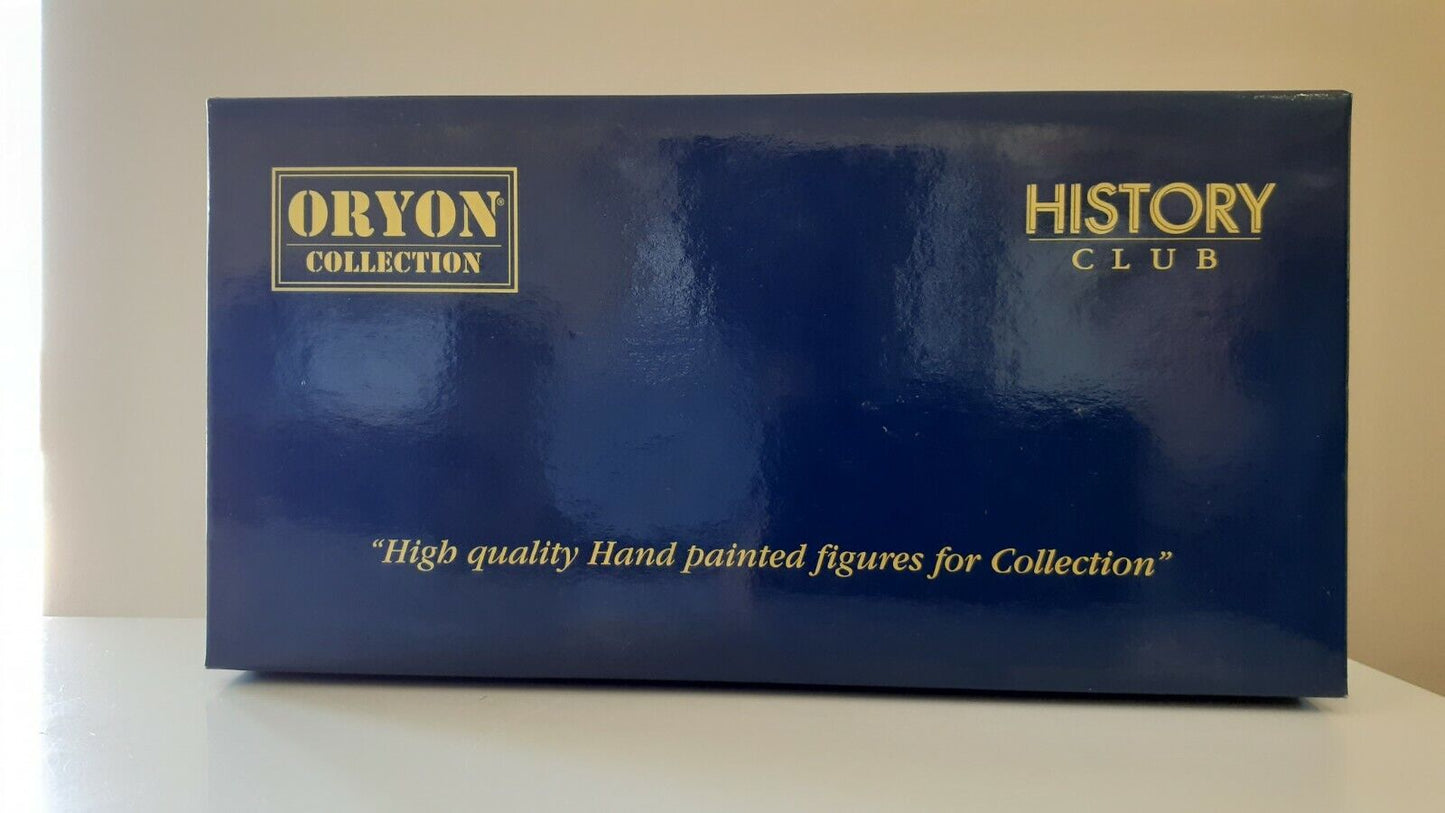 ORYON®
COLLECTION
HISTORY
CLUB
“High quality Hand painted figures for Collection”